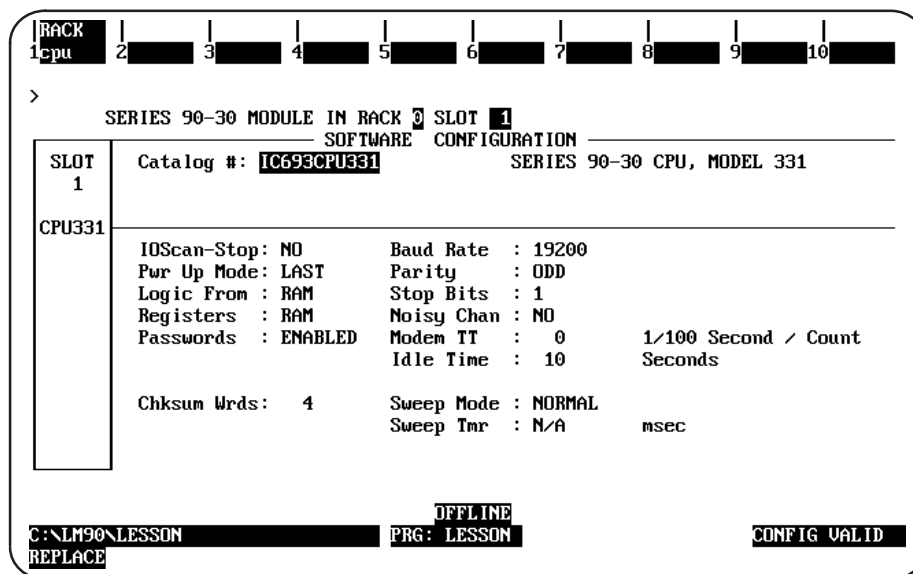 RACK
1cpu 2 3 4 5 6 7 8 9 10
>
SERIES 90-30 MODULE IN RACK 0 SLOT 1
SOFTWARE CONFIGURATION
SLOT Catalog #: IC693CPU331 SERIES 90-30 CPU, MODEL 331
1
CPU331
IOScan-Stop: NO Baud Rate : 19200
Pwr Up Mode: LAST Parity : ODD
Logic From : RAM Stop Bits : 1
Registers : RAM Noisy Chan : NO
Passwords : ENABLED Modem TT : 0 1/100 Second / Count
Idle Time : 10 Seconds
Chksum Wrds: 4 Sweep Mode : NORMAL
Sweep Tmr : N/A msec
OFFLINE
C:\LM90\LESSON PRG: LESSON CONFIG VALID
REPLACE